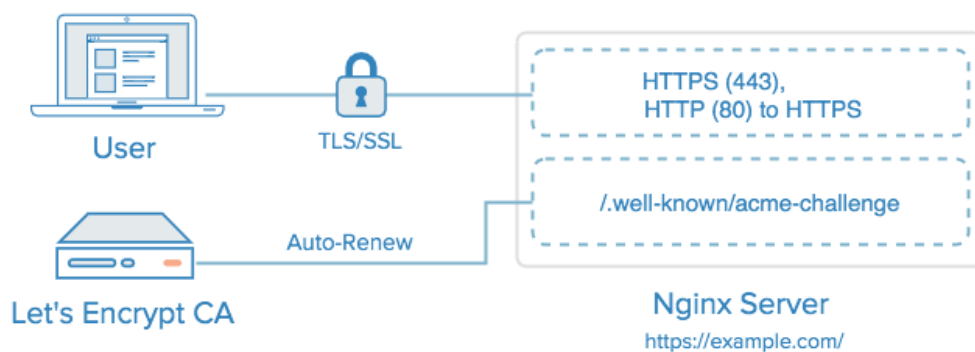 HTTPS (443),
HTTP (80) to HTTPS
User
TLS/SSL
/.well-known/acme-challenge
Auto-Renew
Let's Encrypt CA
Nginx Server
https://example.com/